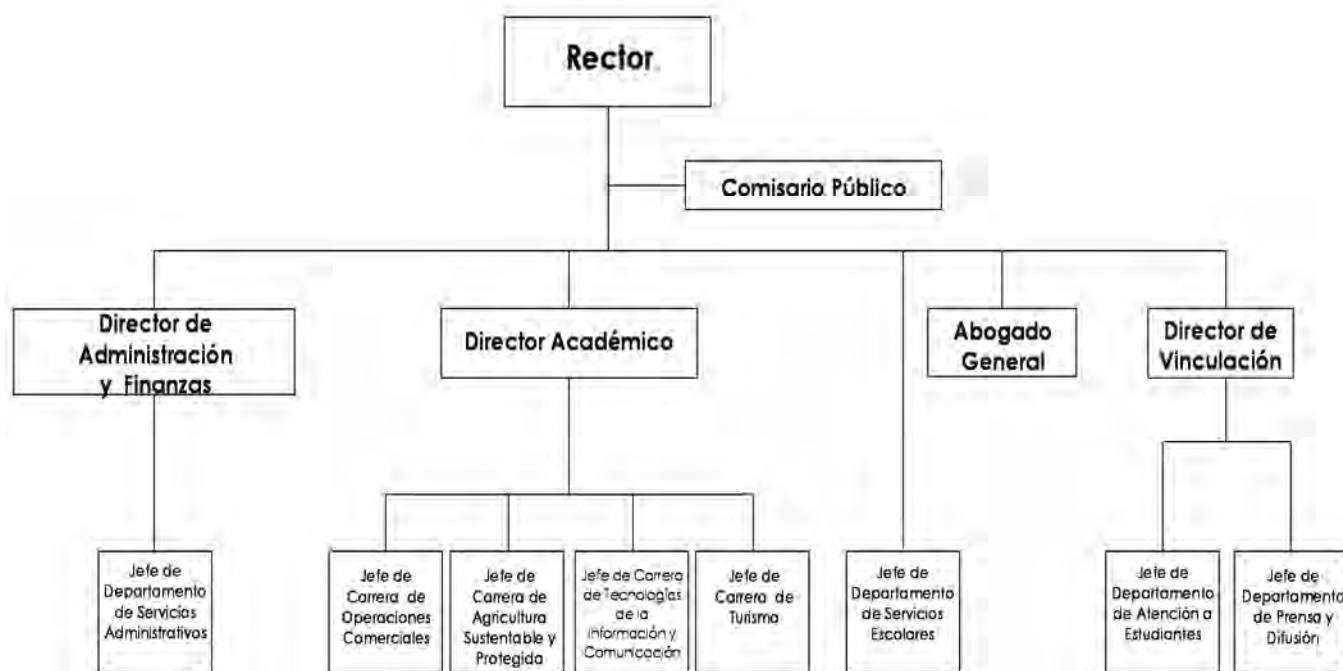 Rector
Comisario Público
Director de
Administración
y Finanzas
Director Académico
Abogado
General
Director de
Vinculación
Jefe de
Departamento
de Servicios
Administrativos
Jefe de
Carrera de
Operaciones
Comerciales
Jefe de
Carrera de
Agricultura
Sustentable y
Protegida
Jefe de Carrera
de Tecnologías
de la
Información y
Comunicación
Jefe de
Carrera de
Turismo
Jefe de
Departamento
de Servicios
Escolares
Jefe de
Departamento
de Atención a
Estudiantes
Jefe de
Departamento
de Prensa y
Difusión